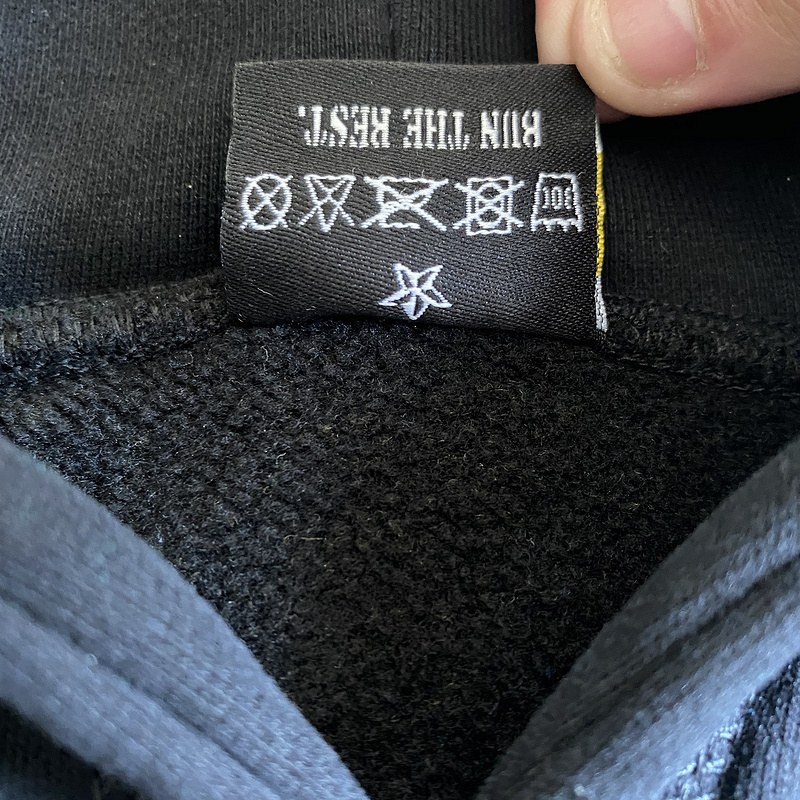 RUN THE REST.